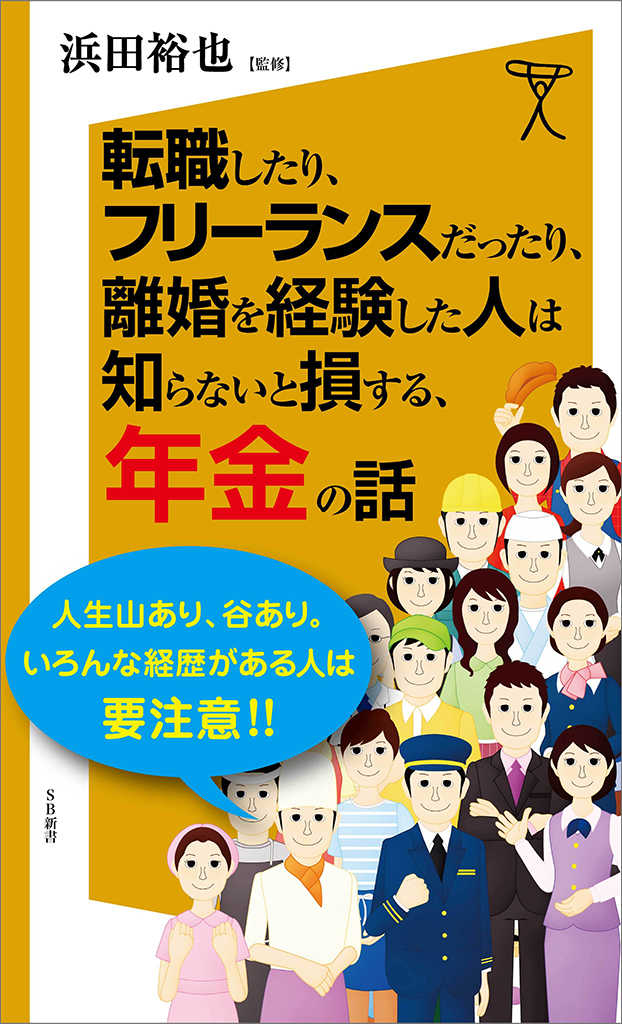 浜田裕也【監修】
転職したり、
フリーランスだったり、
離婚を経験した人は
知らないと損する、
年金の話
人生山あり、谷あり。
いろんな経歴がある人は
要注意!!
SB新書